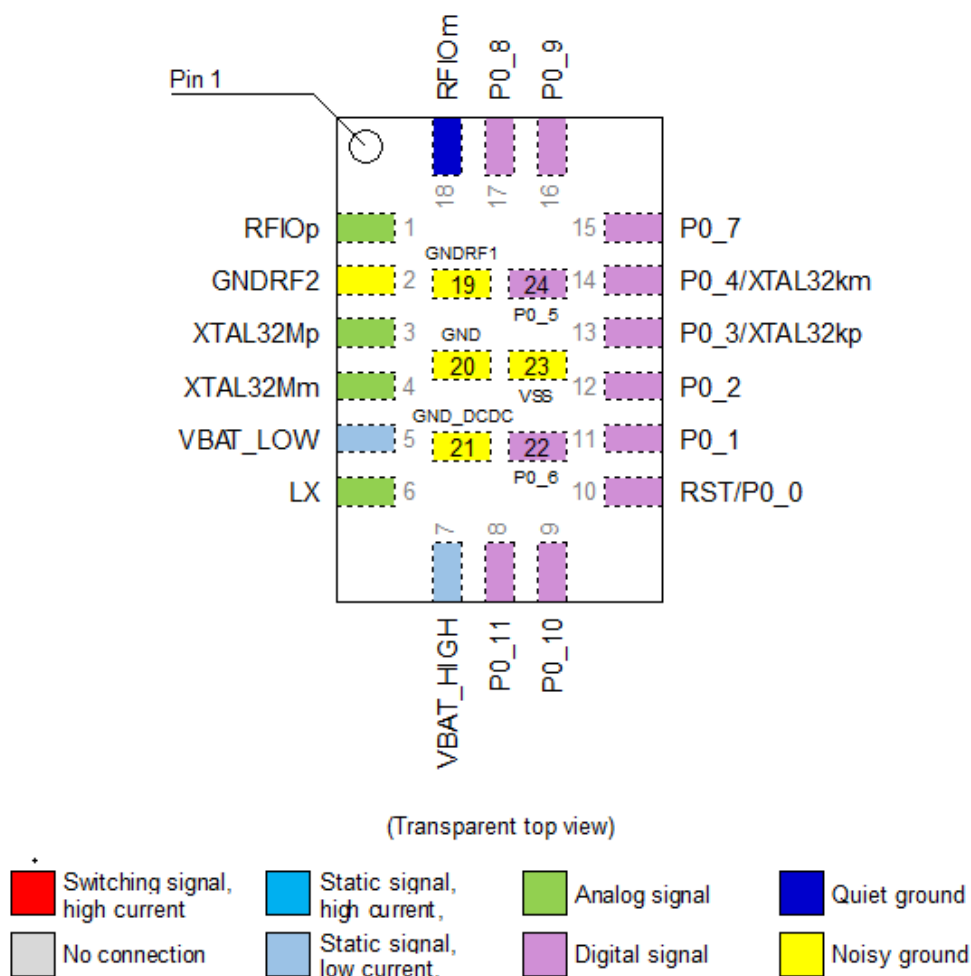 RFIOm
P0_8
P0_9
Pin 1
18
17
16
RFIOp 1
15 P0_7
GNDRF2 2
GNDRF1
19
24
P0_5
14 P0_4/XTAL32km
XTAL32Mp 3
GND
13 P0_3/XTAL32kp
20
23
VSS
XTAL32Mm 4
12 P0_2
GND_DCDC
VBAT_LOW 5
21
22
P0_6
11 P0_1
LX 6
10 RST/P0_0
7
8
9
VBAT_HIGH
P0_11
P0_10
(Transparent top view)
Switching signal,
high current
Static signal,
high current,
Analog signal
Quiet ground
No connection
Static signal,
low current,
Digital signal
Noisy ground